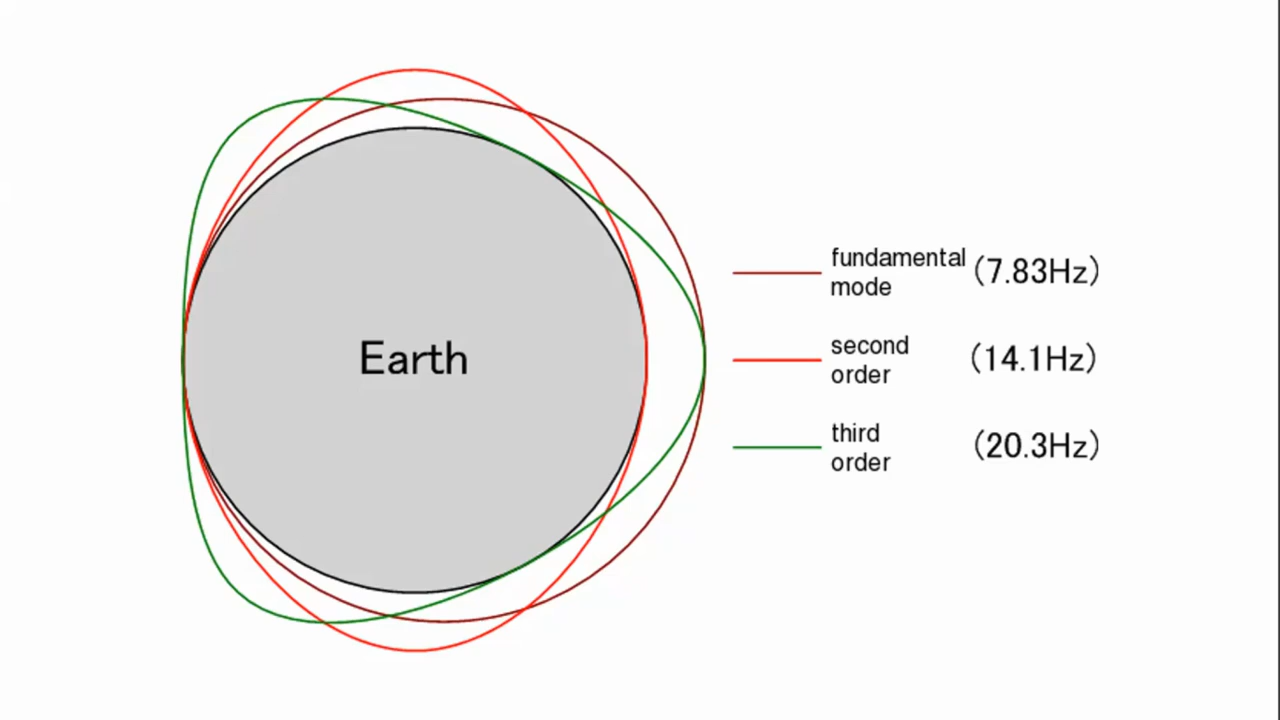 Earth
fundamental
mode
(7.83Hz)
second
order
(14.1Hz)
third
order
(20.3Hz)